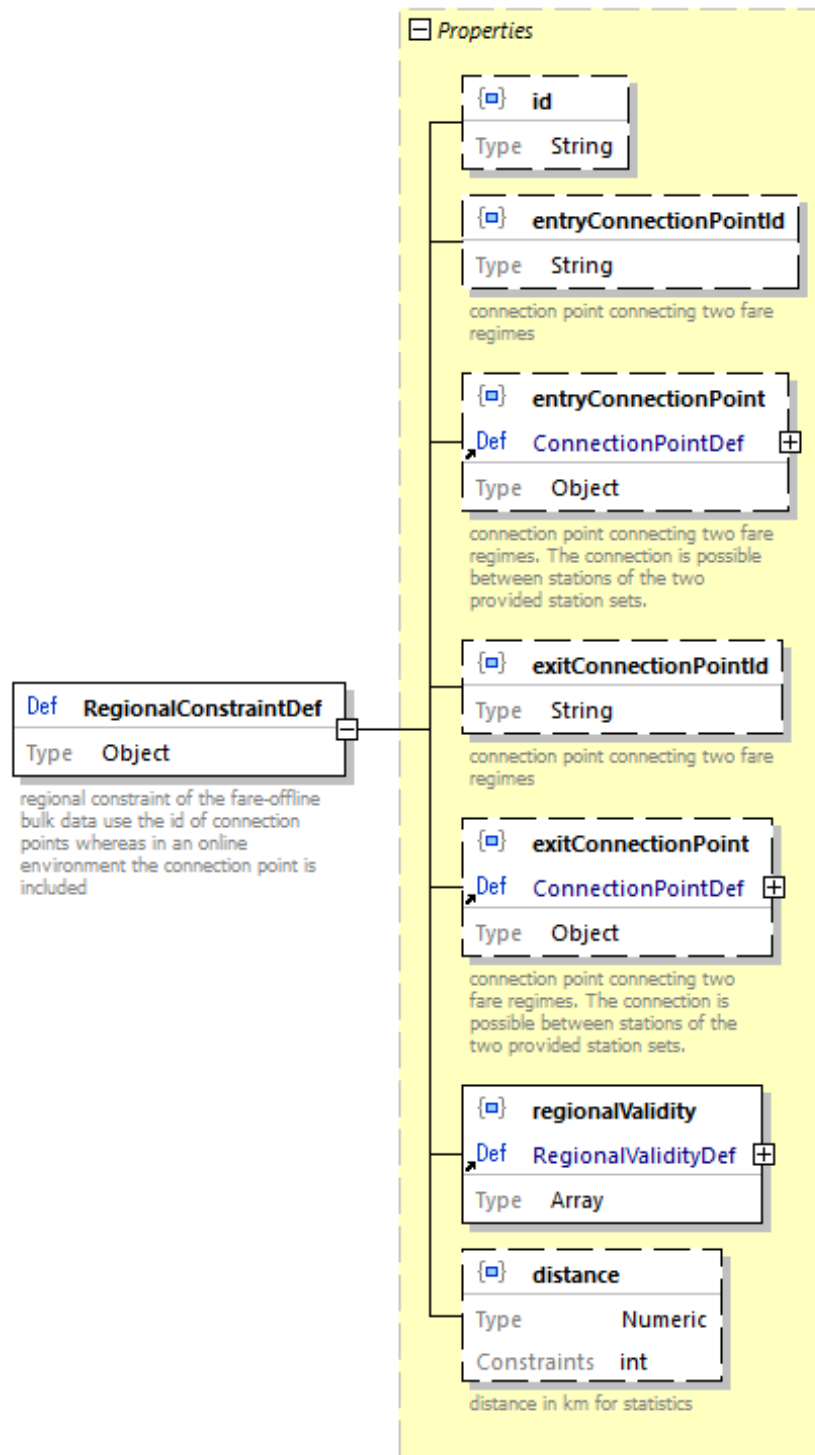 Properties
id
Type String
entryConnectionPointId
Type String
connection point connecting two fare
regimes
entryConnectionPoint
Def ConnectionPointDef
Type Object
connection point connecting two fare
regimes. The connection is possible
between stations of the two
provided station sets.
exitConnectionPointId
Type String
connection point connecting two fare
regimes
Def RegionalConstraintDef
Type Object
regional constraint of the fare-offline
bulk data use the id of connection
points whereas in an online
environment the connection point is
included
exitConnectionPoint
Def ConnectionPointDef
Type Object
connection point connecting two
fare regimes. The connection is
possible between stations of the
two provided station sets.
regionalValidity
Def RegionalValidityDef
Type Array
distance
Type Numeric
Constraints int
distance in km for statistics